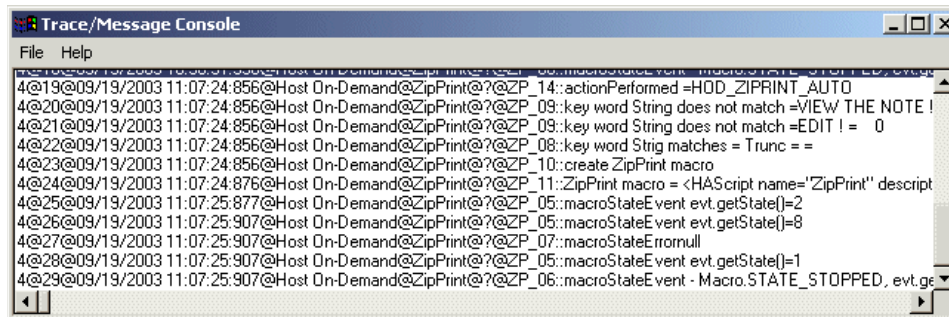 Trace/Message Console
File Help
4@19@09/19/2003 11:07:24:856@Host On-Demand@ZipPrint@?@ZP_14::actionPerformed =HOD_ZIPRINT_AUTO
4@20@09/19/2003 11:07:24:856@Host On-Demand@ZipPrint@?@ZP_09::key word String does not match =VIEW THE NOTE !
4@21@09/19/2003 11:07:24:856@Host On-Demand@ZipPrint@?@ZP_09::key word String does not match =EDIT ! = 0
4@22@09/19/2003 11:07:24:856@Host On-Demand@ZipPrint@?@ZP_08::key word Strig matches = Trunc = =
4@23@09/19/2003 11:07:24:856@Host On-Demand@ZipPrint@?@ZP_10::create ZipPrint macro
4@24@09/19/2003 11:07:24:876@Host On-Demand@ZipPrint@?@ZP_11::ZipPrint macro = <HAScript name="ZipPrint" descript
4@25@09/19/2003 11:07:25:877@Host On-Demand@ZipPrint@?@ZP_05::macroStateEvent evt.getState()=2
4@26@09/19/2003 11:07:25:907@Host On-Demand@ZipPrint@?@ZP_05::macroStateEvent evt.getState()=8
4@27@09/19/2003 11:07:25:907@Host On-Demand@ZipPrint@?@ZP_07::macroStateErrornull
4@28@09/19/2003 11:07:25:907@Host On-Demand@ZipPrint@?@ZP_05::macroStateEvent evt.getState()=1
4@29@09/19/2003 11:07:25:907@Host On-Demand@ZipPrint@?@ZP_06::macroStateEvent - Macro.STATE_STOPPED, evt.ge